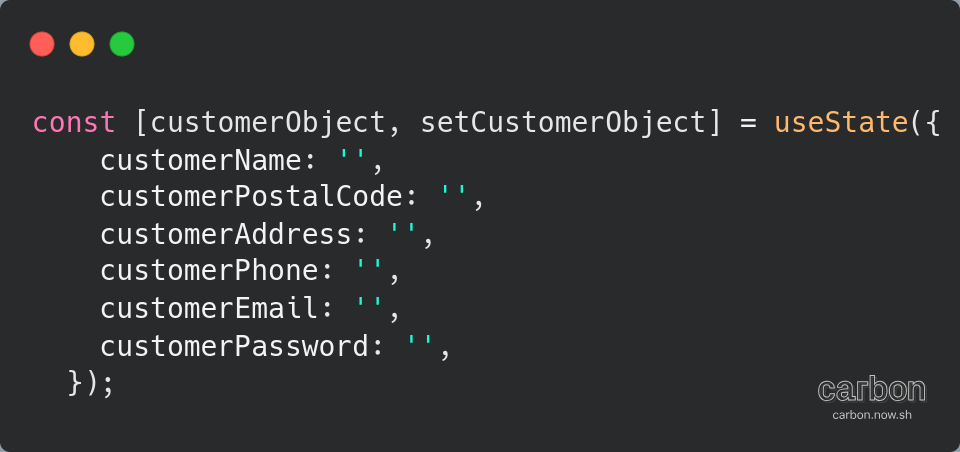 const [customerObject, setCustomerObject] = useState({
    customerName: '',
    customerPostalCode: '',
    customerAddress: '',
    customerPhone: '',
    customerEmail: '',
    customerPassword: '',
  });
carbon
carbon.now.sh